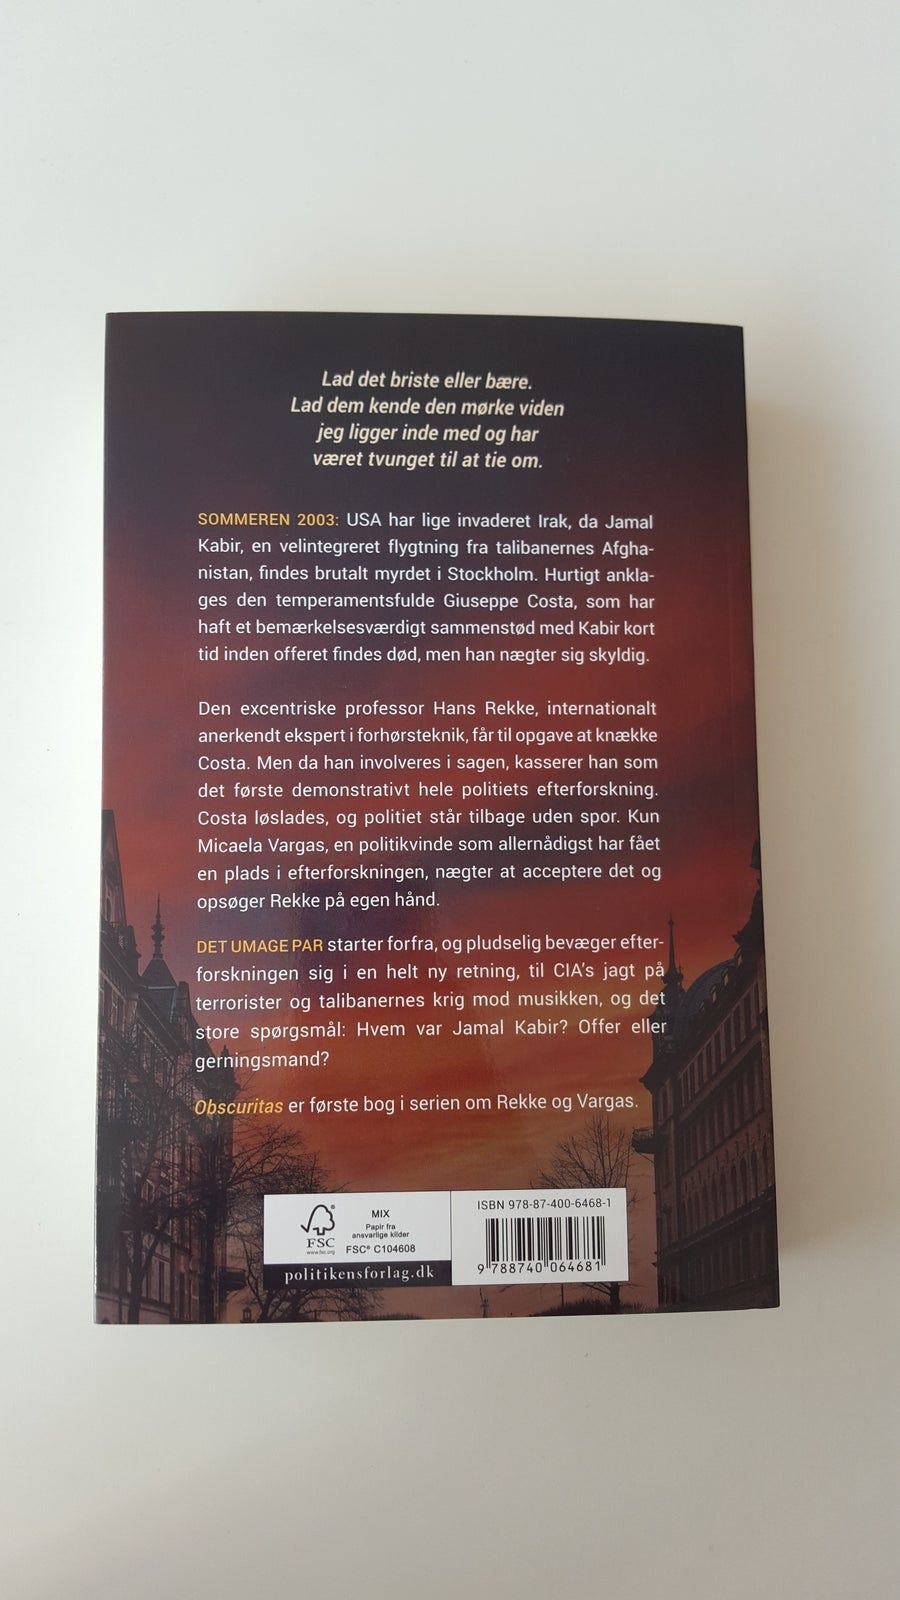 Lad det briste eller bære.
Lad dem kende den mørke viden
jeg ligger inde med og har
været tvunget til at tie om.
SOMMEREN 2003: USA har lige invaderet Irak, da Jamal
Kabir, en velintegreret flygtning fra talibanernes Afgha-
nistan, findes brutalt myrdet i Stockholm. Hurtigt ankla-
ges den temperamentsfulde Giuseppe Costa, som har
haft et bemærkelsesværdigt sammenstød med Kabir kort
tid inden offeret findes død, men han nægter sig skyldig.
Den excentriske professor Hans Rekke, internationalt
anerkendt ekspert i forhørsteknik, får til opgave at knække
Costa. Men da han involveres i sagen, kasserer han som
det første demonstrativt hele politiets efterforskning.
Costa løslades, og politiet står tilbage uden spor. Kun
Micaela Vargas, en politikvinde som allernådigst har fået
en plads i efterforskningen, nægter at acceptere det og
opsøger Rekke på egen hånd.
DET UMAGE PAR starter forfra, og pludselig bevæger efter-
forskningen sig i en helt ny retning, til CIA's jagt på
terrorister og talibanernes krig mod musikken, og det
store spørgsmål: Hvem var Jamal Kabir? Offer eller
gerningsmand?
Obscuritas er første bog i serien om Rekke og Vargas.
FSC®
www.fsc.org
MIX
Papir fra
ansvarlige kilder
FSC® C104608
politikensforlag.dk
ISBN 978-87-400-6468-1
9 788740 064681